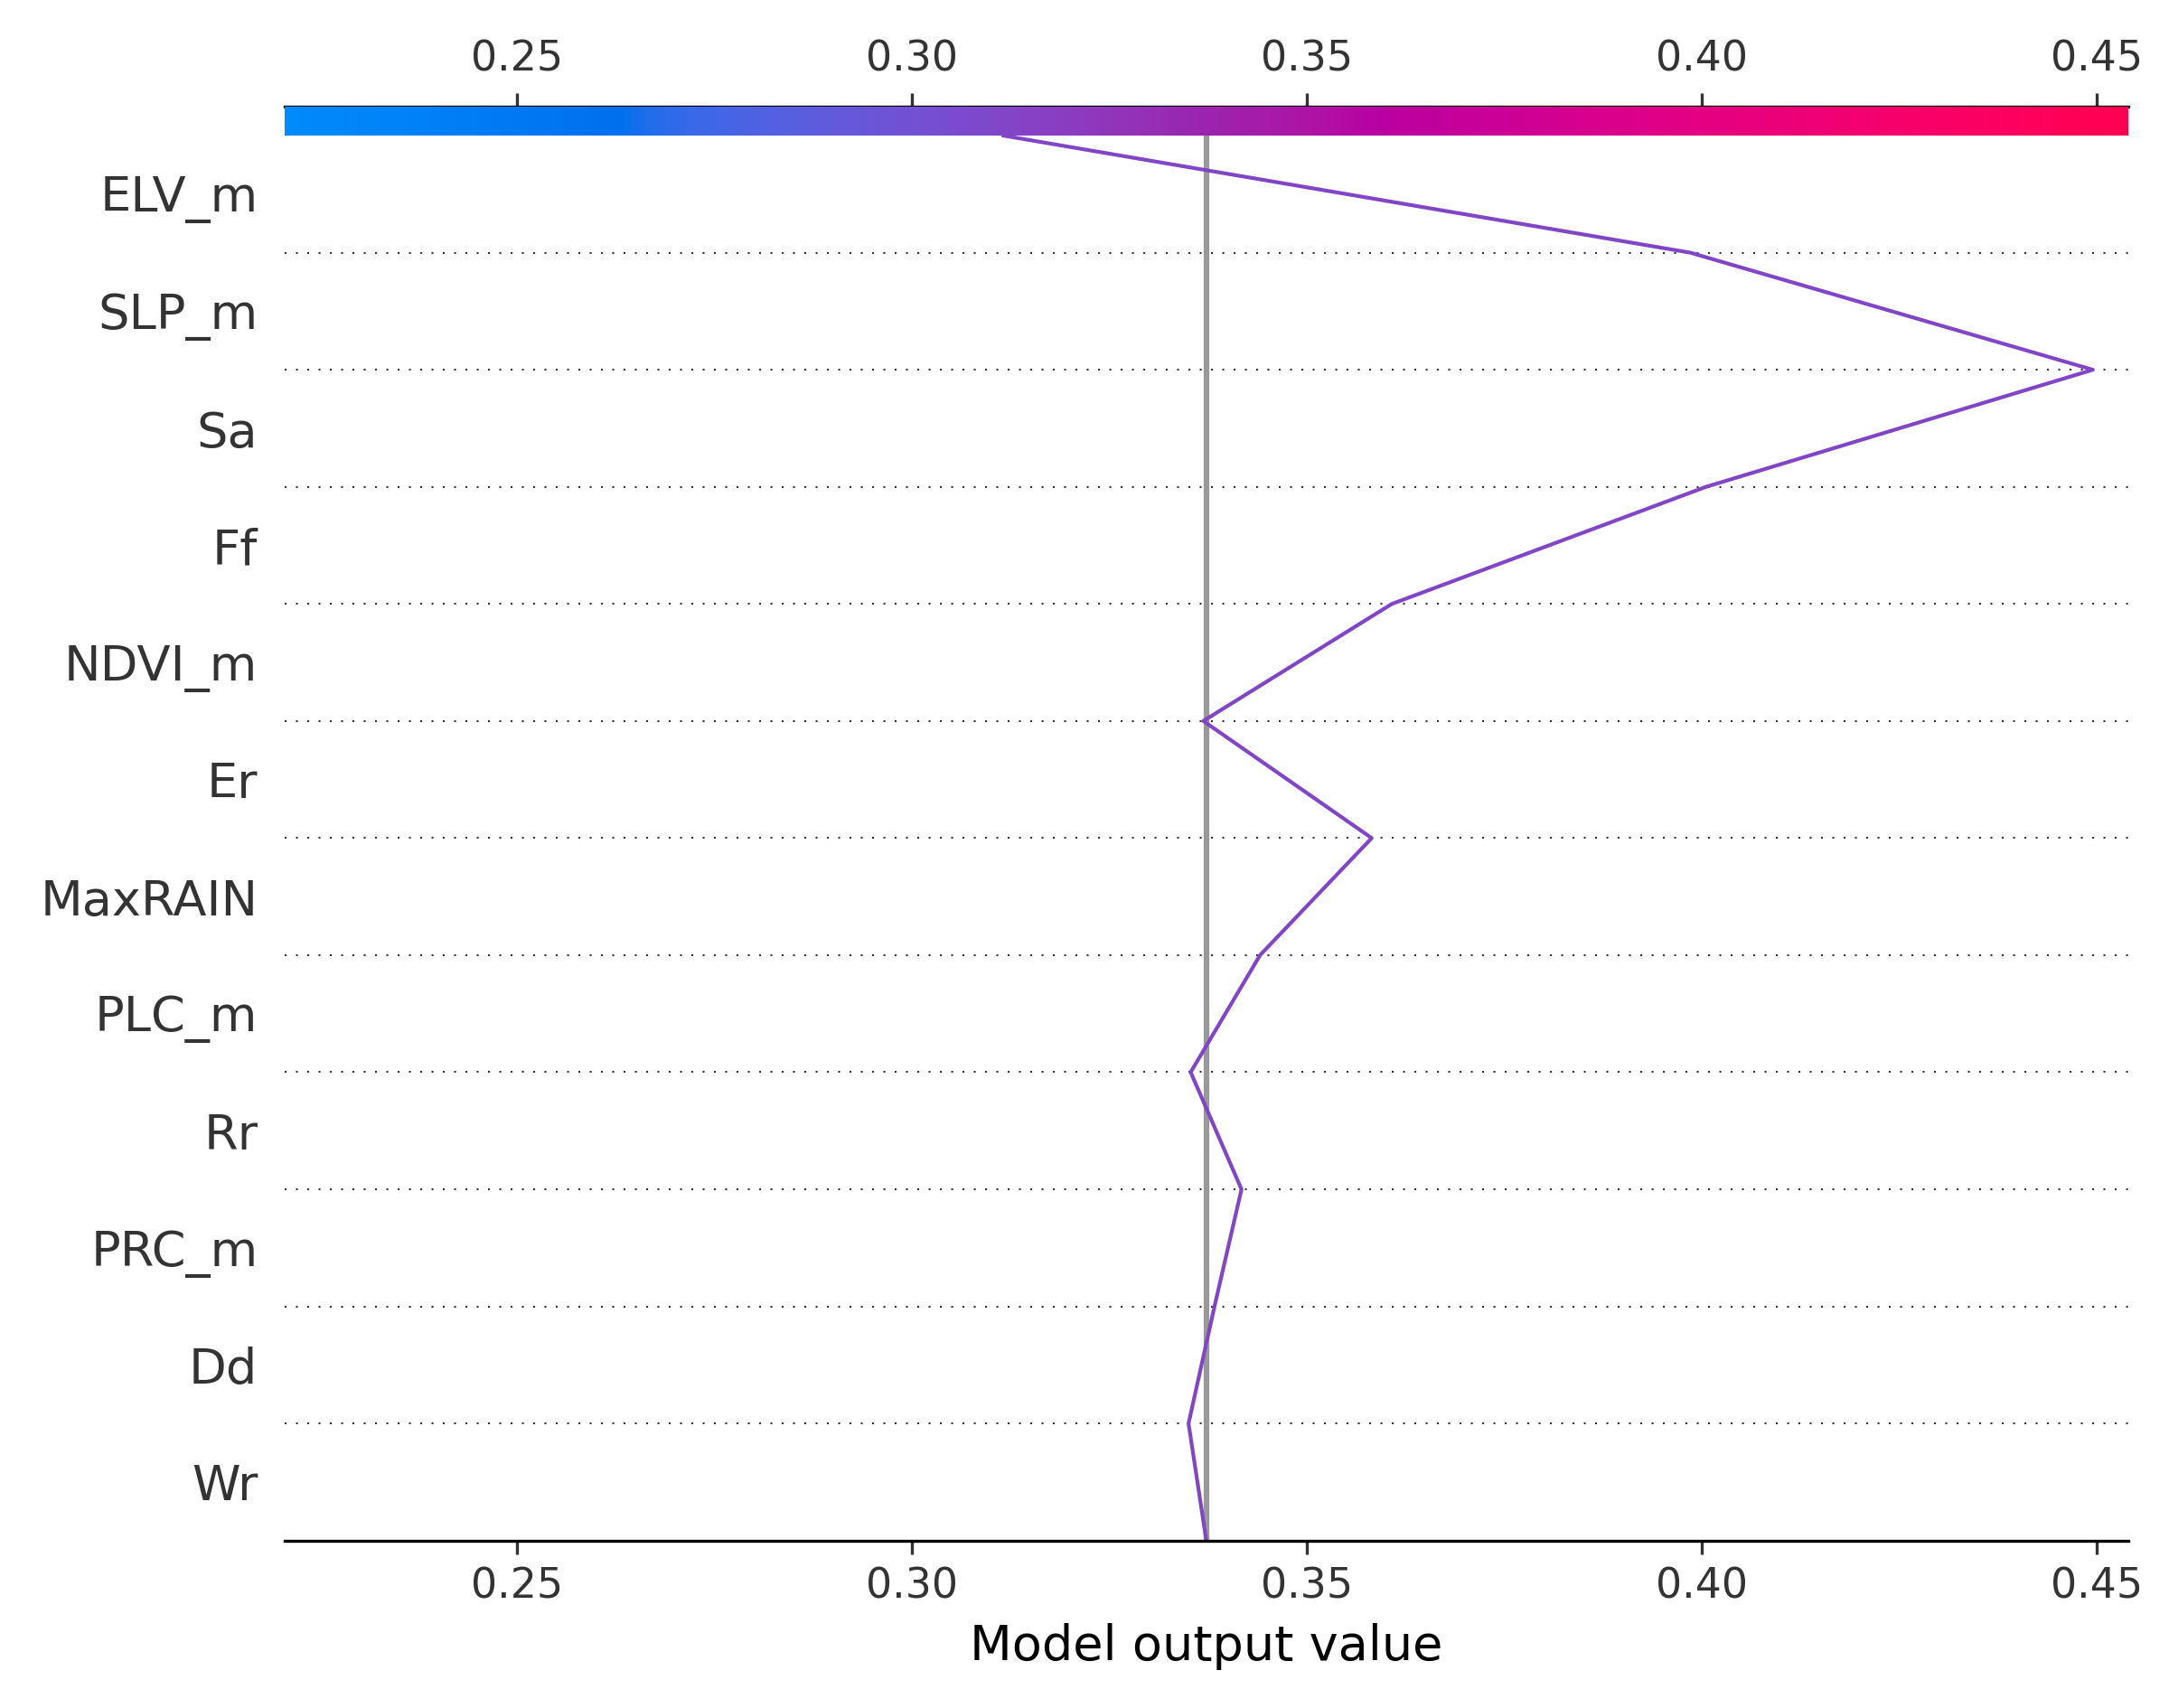 0.25 0.30 0.35 0.40 0.45
ELV_m
SLP_m
Sa
Ff
NDVI_m
Er
MaxRAIN
PLC_m
Rr
PRC_m
Dd
Wr
0.25 0.30 0.35 0.40 0.45
Model output value